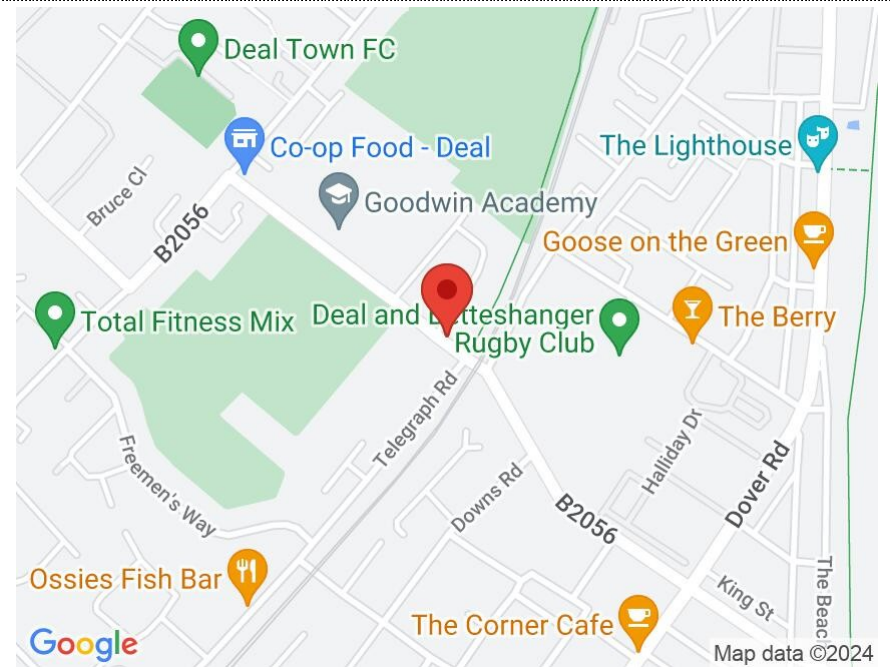 Deal Town FC
Co-op Food - Deal
The Lighthouse
Bruce Cl
Goodwin Academy
B2056
Goose on the Green
Total Fitness Mix
Deal and Betteshanger
Rugby Club
The Berry
Telegraph Rd
Halliday Dr
Freemen's Way
Downs Rd
Dover Rd
B2056
Ossies Fish Bar
The Corner Cafe
King St
The Beac
Google
Map data ©2024